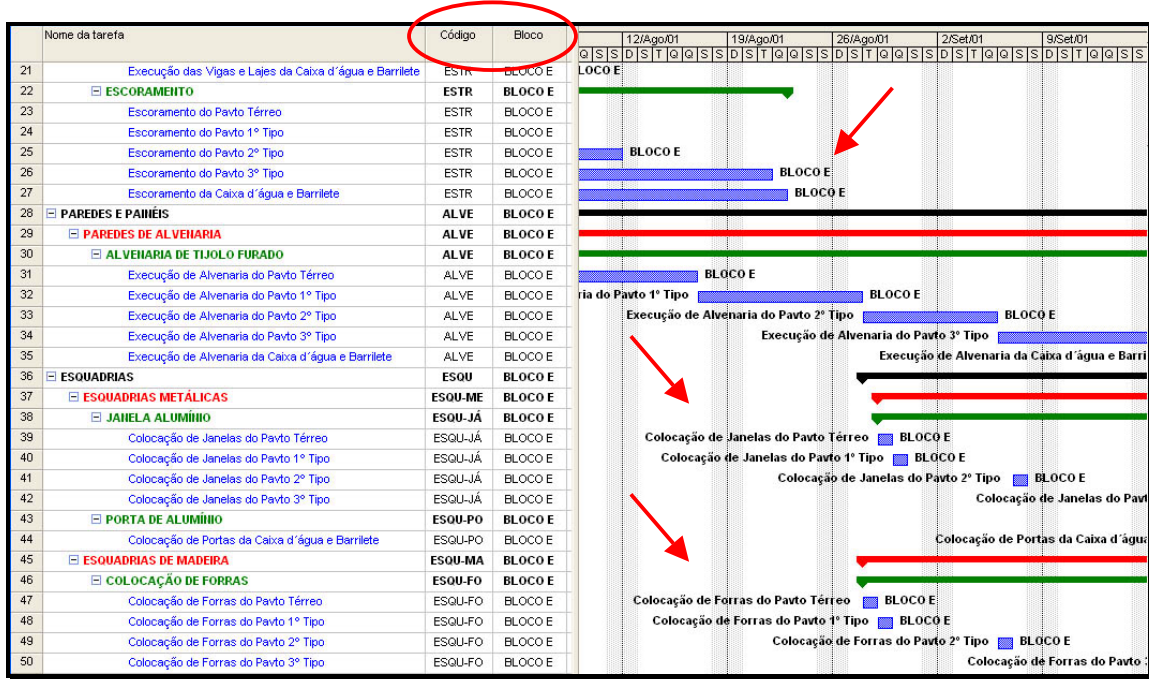 Nome da tarefa Código Bloco 12/Ago/01 19/Ago/01 26/Ago/01 2/Set/01 9/Set/01
Q S S D S T Q Q S S D S T Q Q S S D S T Q Q S S D S T Q Q S S D S T Q Q S S
21 Execução das Vigas e Lajes da Caixa d´água e Barrilete ESTR BLOCO E LOCO E
22 ESCORAMENTO ESTR BLOCO E
23 Escoramento do Pavto Térreo ESTR BLOCO E
24 Escoramento do Pavto 1º Tipo ESTR BLOCO E
25 Escoramento do Pavto 2º Tipo ESTR BLOCO E BLOCO E
26 Escoramento do Pavto 3º Tipo ESTR BLOCO E BLOCO E
27 Escoramento da Caixa d´água e Barrilete ESTR BLOCO E BLOCO E
28 PAREDES E PAINÉIS ALVE BLOCO E
29 PAREDES DE ALVENARIA ALVE BLOCO E
30 ALVENARIA DE TIJOLO FURADO ALVE BLOCO E
31 Execução de Alvenaria do Pavto Térreo ALVE BLOCO E BLOCO E
32 Execução de Alvenaria do Pavto 1º Tipo ALVE BLOCO E ria do Pavto 1º Tipo BLOCO E
33 Execução de Alvenaria do Pavto 2º Tipo ALVE BLOCO E Execução de Alvenaria do Pavto 2º Tipo BLOCO E
34 Execução de Alvenaria do Pavto 3º Tipo ALVE BLOCO E Execução de Alvenaria do Pavto 3º Tipo
35 Execução de Alvenaria da Caixa d´água e Barrilete ALVE BLOCO E Execução de Alvenaria da Caixa d´água e Barri
36 ESQUADRIAS ESQU BLOCO E
37 ESQUADRIAS METÁLICAS ESQU-ME BLOCO E
38 JANELA ALUMÍNIO ESQU-JÁ BLOCO E
39 Colocação de Janelas do Pavto Térreo ESQU-JÁ BLOCO E Colocação de Janelas do Pavto Térreo BLOCO E
40 Colocação de Janelas do Pavto 1º Tipo ESQU-JÁ BLOCO E Colocação de Janelas do Pavto 1º Tipo BLOCO E
41 Colocação de Janelas do Pavto 2º Tipo ESQU-JÁ BLOCO E Colocação de Janelas do Pavto 2º Tipo BLOCO E
42 Colocação de Janelas do Pavto 3º Tipo ESQU-JÁ BLOCO E Colocação de Janelas do Pavt
43 PORTA DE ALUMÍNIO ESQU-PO BLOCO E
44 Colocação de Portas da Caixa d´água e Barrilete ESQU-PO BLOCO E Colocação de Portas da Caixa d´água
45 ESQUADRIAS DE MADEIRA ESQU-MA BLOCO E
46 COLOCAÇÃO DE FORRAS ESQU-FO BLOCO E
47 Colocação de Forras do Pavto Térreo ESQU-FO BLOCO E Colocação de Forras do Pavto Térreo BLOCO E
48 Colocação de Forras do Pavto 1º Tipo ESQU-FO BLOCO E Colocação de Forras do Pavto 1º Tipo BLOCO E
49 Colocação de Forras do Pavto 2º Tipo ESQU-FO BLOCO E Colocação de Forras do Pavto 2º Tipo BLOCO E
50 Colocação de Forras do Pavto 3º Tipo ESQU-FO BLOCO E Colocação de Forras do Pavto